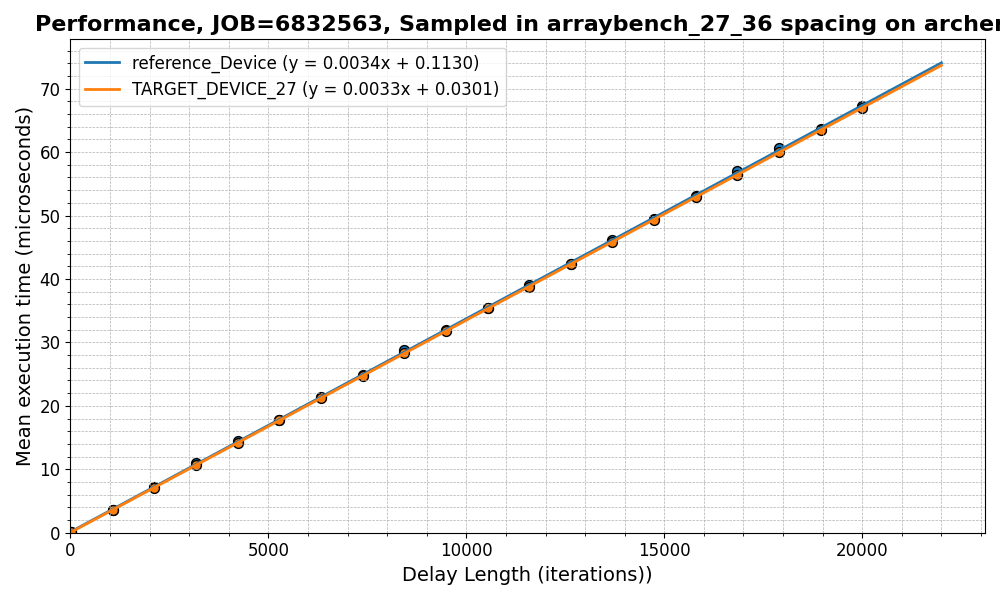 Performance, JOB=6832563, Sampled in arraybench_27_36 spacing on archer
reference_Device (y = 0.0034x + 0.1130)
TARGET_DEVICE_27 (y = 0.0033x + 0.0301)
Mean execution time (microseconds)
70
60
50
40
30
20
10
0
0 5000 10000 15000 20000
Delay Length (iterations))